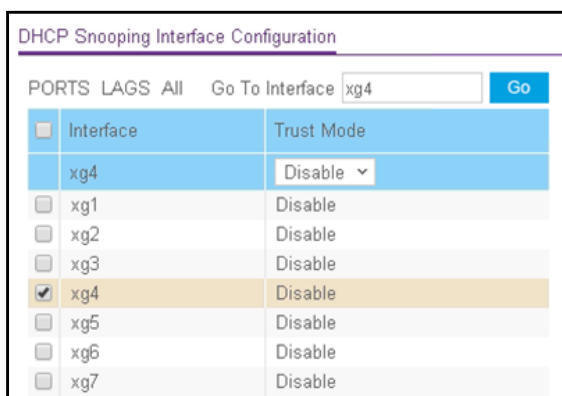 DHCP Snooping Interface Configuration
PORTS LAGS All Go To Interface xg4 Go
Interface Trust Mode
xg4 Disable
xg1 Disable
xg2 Disable
xg3 Disable
xg4 Disable
xg5 Disable
xg6 Disable
xg7 Disable